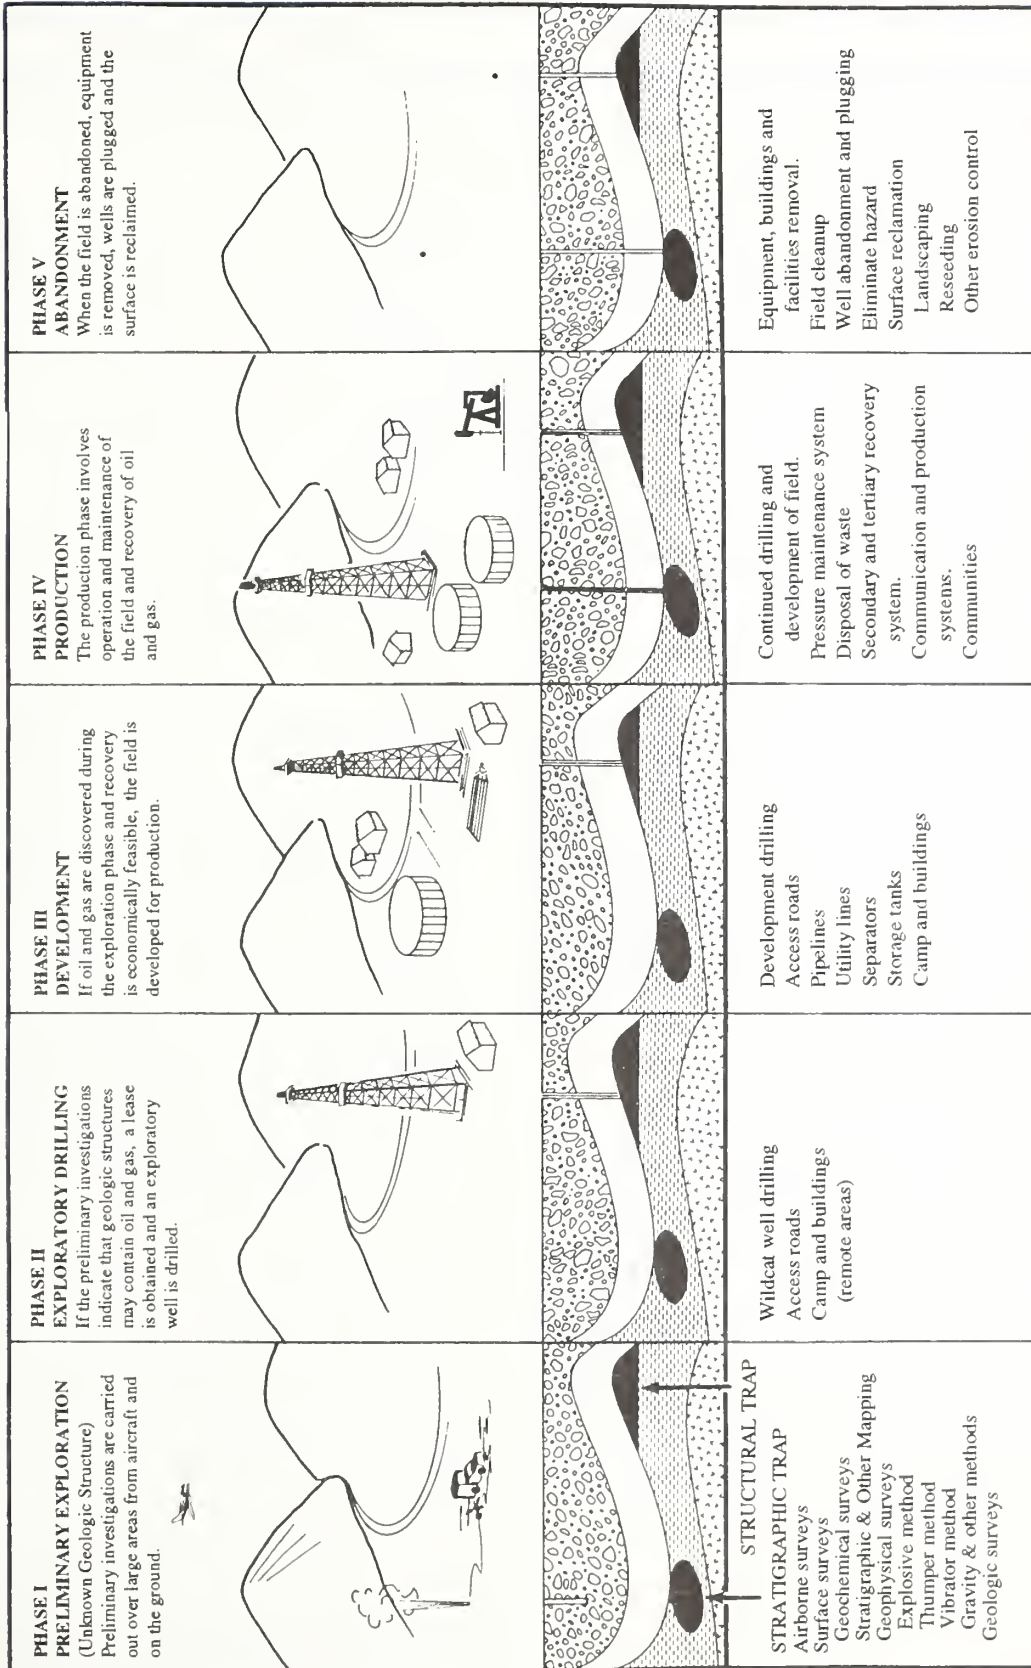 PHASE I
PRELIMINARY EXPLORATION
(Unknown Geologic Structure)
Preliminary investigations are carried
out over large areas from aircraft and
on the ground.
STRUCTURAL TRAP
STRATIGRAPHIC TRAP
Airborne surveys
Surface surveys
Geochemical surveys
Stratigraphic & Other Mapping
Geophysical surveys
Explosive method
Thumper method
Vibrator method
Gravity & other methods
Geologic surveys
PHASE II
EXPLORATORY DRILLING
If the preliminary investigations
indicate that geologic structures
may contain oil and gas, a lease
is obtained and an exploratory
well is drilled.
Wildcat well drilling
Access roads
Camp and buildings
(remote areas)
PHASE III
DEVELOPMENT
If oil and gas are discovered during
the exploration phase and recovery
is economically feasible, the field is
developed for production.
Development drilling
Access roads
Pipelines
Utility lines
Separators
Storage tanks
Camp and buildings
PHASE IV
PRODUCTION
The production phase involves
operation and maintenance of
the field and recovery of oil
and gas.
Continued drilling and
development of field.
Pressure maintenance system
Disposal of waste
Secondary and tertiary recovery
system.
Communication and production
systems.
Communities
PHASE V
ABANDONMENT
When the field is abandoned, equipment
is removed, wells are plugged and the
surface is reclaimed.
Equipment, buildings and
facilities removal.
Field cleanup
Well abandonment and plugging
Eliminate hazard
Surface reclamation
Landscaping
Reseeding
Other erosion control